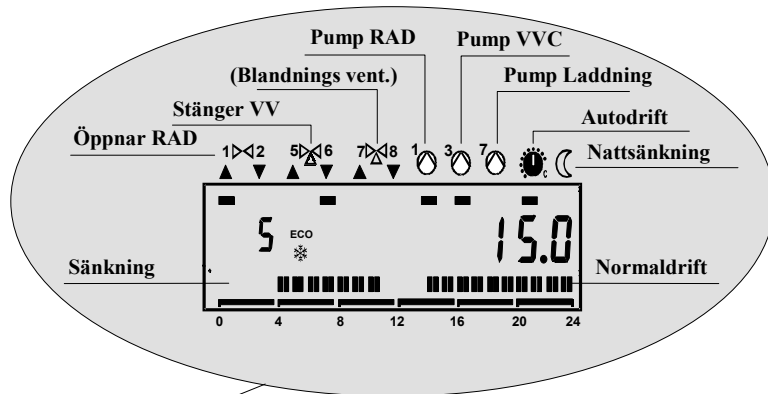 Pump RAD
Pump VVC
(Blandnings vent.)
Pump Laddning
Stänger VV
Autodrift
Öppnar RAD
1 2 5 6 7 8 1 3 7 c
Nattsänkning
5 ECO 15.0
Sänkning
Normaldrift
0 4 8 12 16 20 24